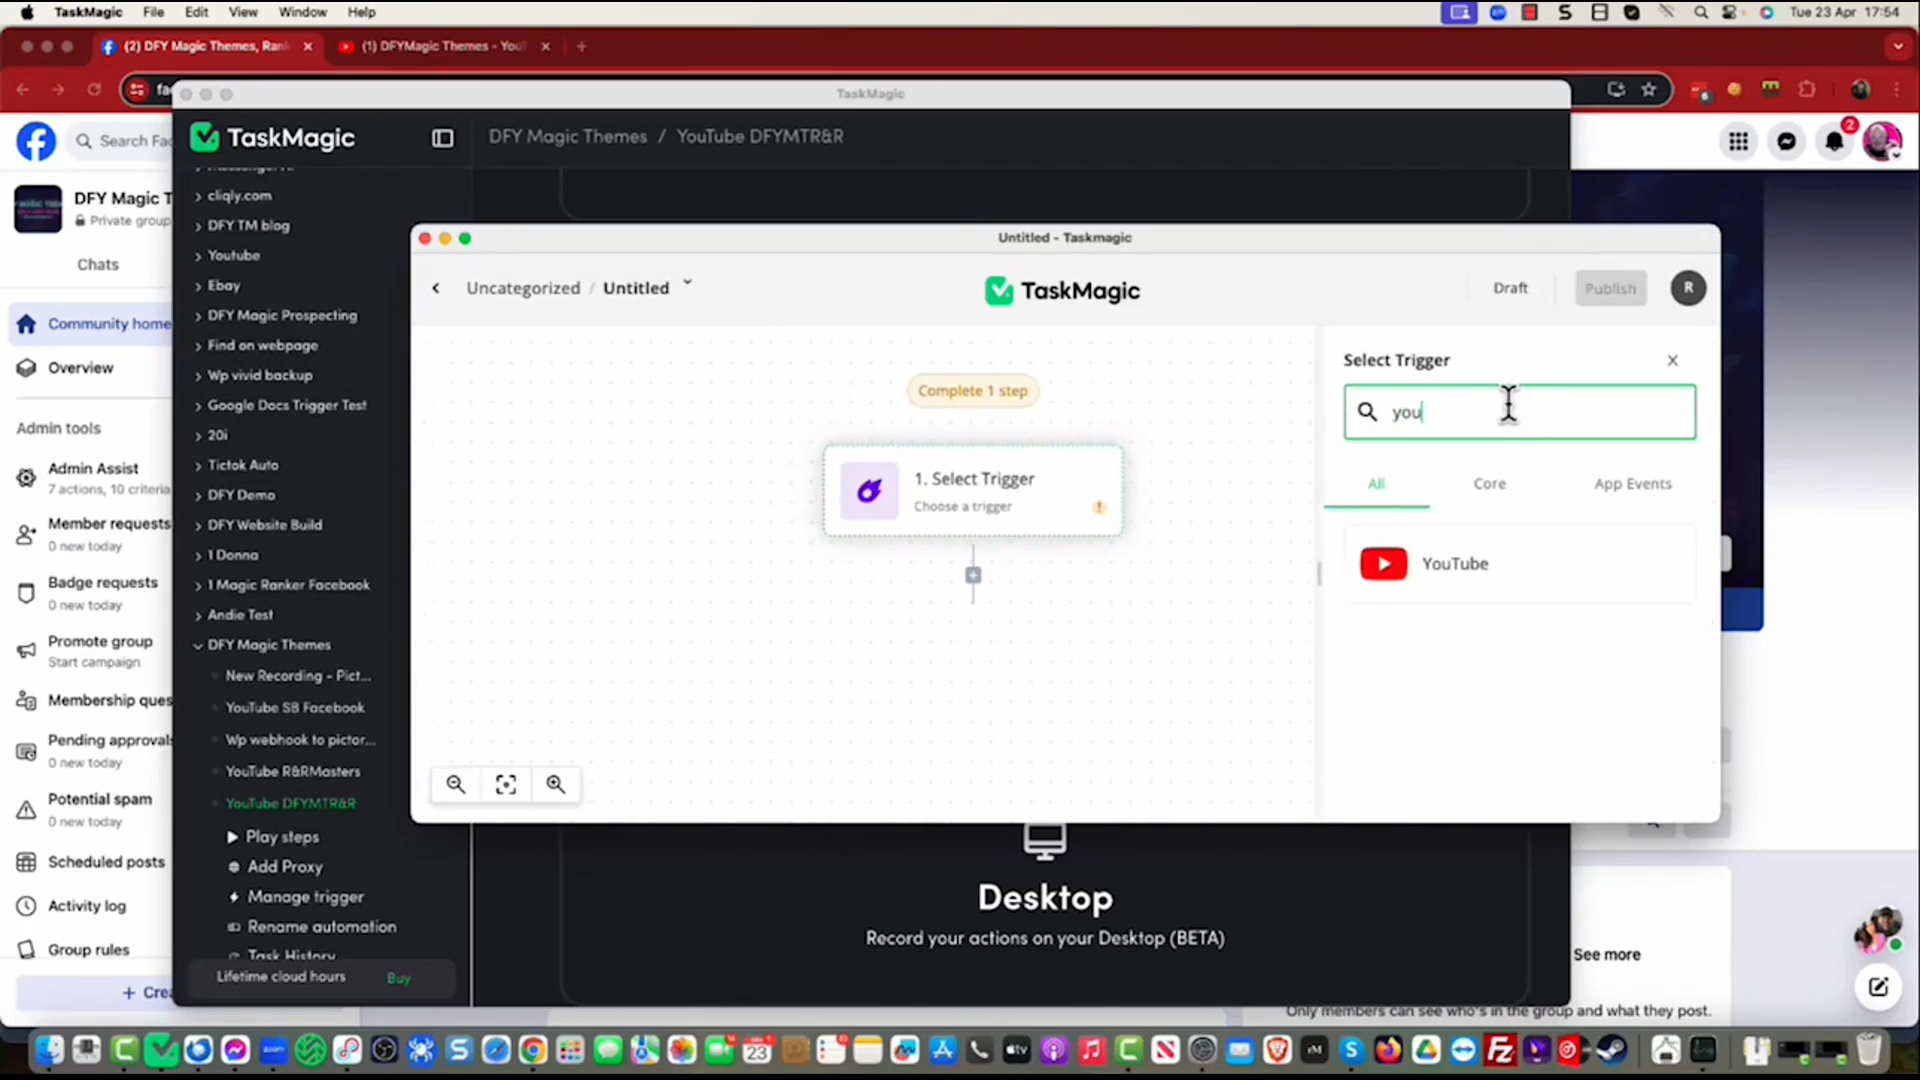 TaskMagic File Edit View Window Help Tue 23 Apr 17:54
(2) DFY Magic Themes, Rank
(1) DFYMagic Themes - You
fac
TaskMagic
Search Fac
TaskMagic
DFY Magic Themes / YouTube DFYMTR&R
2
DFY Magic T
Private group
Chats
Community home
Overview
Admin tools
Admin Assist
7 actions, 10 criteria
Member requests
0 new today
Badge requests
0 new today
Promote group
Start campaign
Membership ques
Pending approvals
0 new today
Potential spam
0 new today
Scheduled posts
Activity log
Group rules
+ Crea
cliqly.com
DFY TM blog
Youtube
Ebay
DFY Magic Prospecting
Find on webpage
Wp vivid backup
Google Docs Trigger Test
20i
Tictok Auto
DFY Demo
DFY Website Build
1 Donna
1 Magic Ranker Facebook
Andie Test
DFY Magic Themes
New Recording - Pict...
YouTube SB Facebook
Wp webhook to pictor...
YouTube R&RMasters
YouTube DFYMTR&R
Play steps
Add Proxy
Manage trigger
Rename automation
Task History
Lifetime cloud hours Buy
Untitled - Taskmagic
Uncategorized / Untitled
TaskMagic
Draft
Publish
R
Complete 1 step
1. Select Trigger
Choose a trigger
Select Trigger
you
All Core App Events
YouTube
Desktop
Record your actions on your Desktop (BETA)
See more
Only members can see who's in the group and what they post.